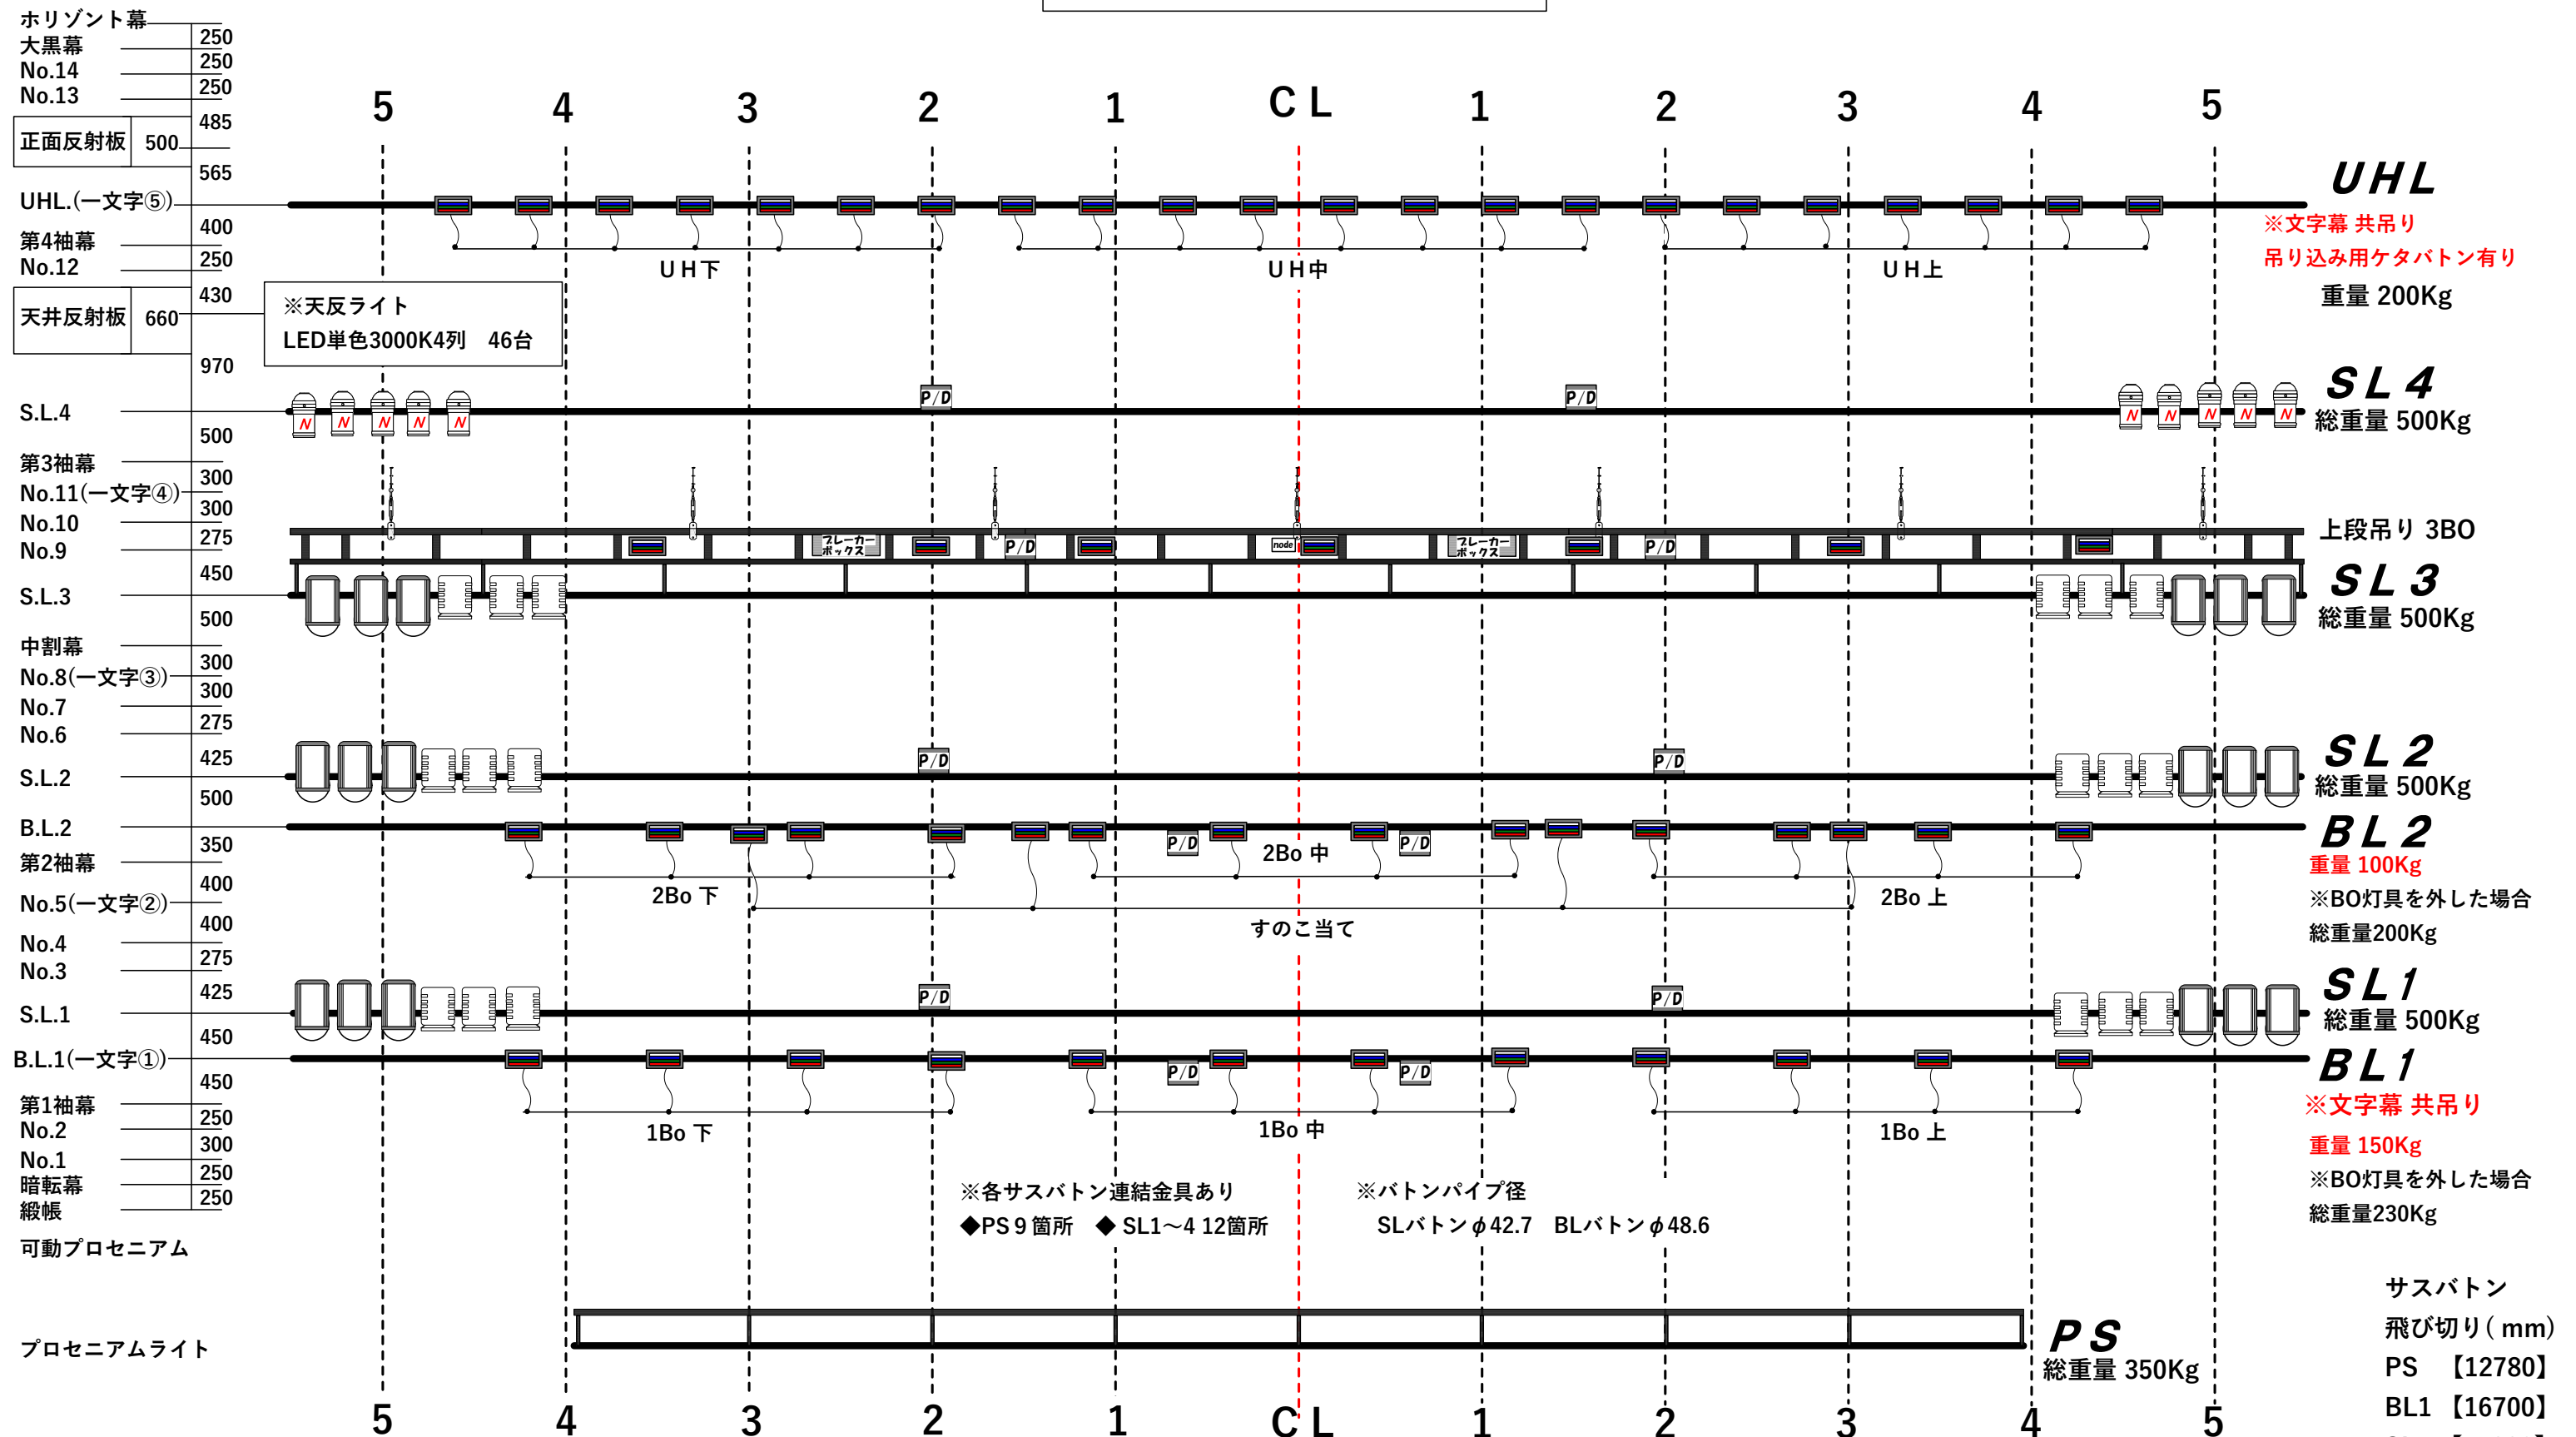 ホリゾント幕
250
大黒幕
250
No.14
250
No.13
485
正面反射板 500
565
UHL.(一文字⑤)
400
第4袖幕
250
No.12
430
天井反射板 660
970
S.L.4
500
第3袖幕
300
No.11(一文字④)
300
No.10
275
No.9
450
S.L.3
500
中割幕
300
No.8(一文字③)
300
No.7
275
No.6
425
S.L.2
500
B.L.2
350
第2袖幕
400
No.5(一文字②)
400
No.4
275
No.3
425
S.L.1
450
B.L.1(一文字①)
450
第1袖幕
250
No.2
300
No.1
250
暗転幕
250
緞帳
可動プロセニアム
プロセニアムライト
5 4 3 2 1 CL 1 2 3 4 5
UHL
※文字幕 共吊り
吊り込み用ケタバトン有り
重量 200Kg
UH下 UH中 UH上
※天反ライト
LED単色3000K4列 46台
P/D P/D
N N N N N N N N N N
SL4
総重量 500Kg
上段吊り 3BO
ブレーカーボックス P/D node ブレーカーボックス P/D
SL3
総重量 500Kg
P/D P/D
SL2
総重量 500Kg
BL2
重量 100Kg
※BO灯具を外した場合
総重量200Kg
P/D P/D
2Bo 下 2Bo 中 2Bo 上
すのこ当て
P/D P/D
SL1
総重量 500Kg
BL1
※文字幕 共吊り
重量 150Kg
※BO灯具を外した場合
総重量230Kg
P/D P/D
1Bo 下 1Bo 中 1Bo 上
※各サスバトン連結金具あり
◆PS９箇所 ◆ SL1～4 12箇所
※バトンパイプ径
SLバトンφ42.7 BLバトンφ48.6
PS
総重量 350Kg
サスバトン
飛び切り( mm)
PS 【12780】
BL1 【16700】
5 4 3 2 1 CL 1 2 3 4 5